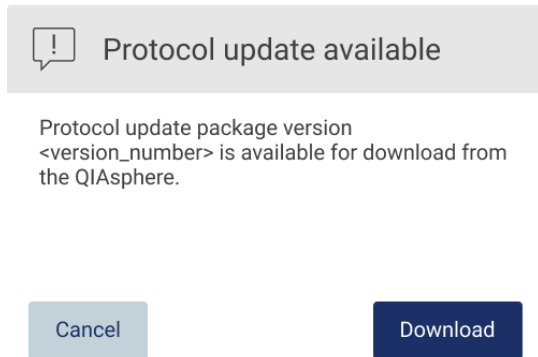 Protocol update available
Protocol update package version
<version_number> is available for download from
the QIAsphere.
Cancel
Download